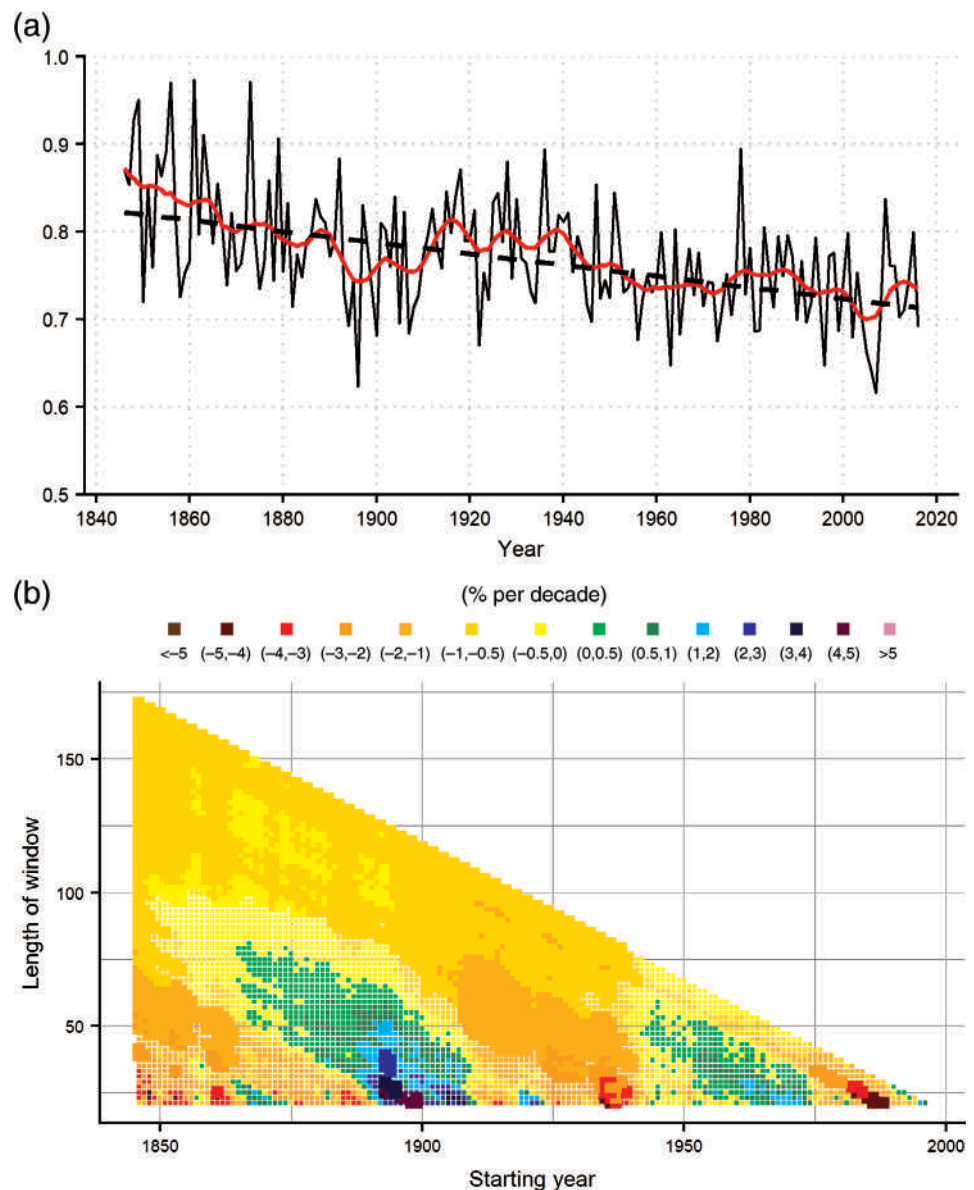 (a)
1.0
0.9
0.8
0.7
0.6
0.5
1840 1860 1880 1900 1920 1940 1960 1980 2000 2020
Year
(b)
(% per decade)
<−5 (−5,−4) (−4,−3) (−3,−2) (−2,−1) (−1,−0.5) (−0.5,0) (0,0.5) (0.5,1) (1,2) (2,3) (3,4) (4,5) >5
150
100
50
Length of window
1850 1900 1950 2000
Starting year